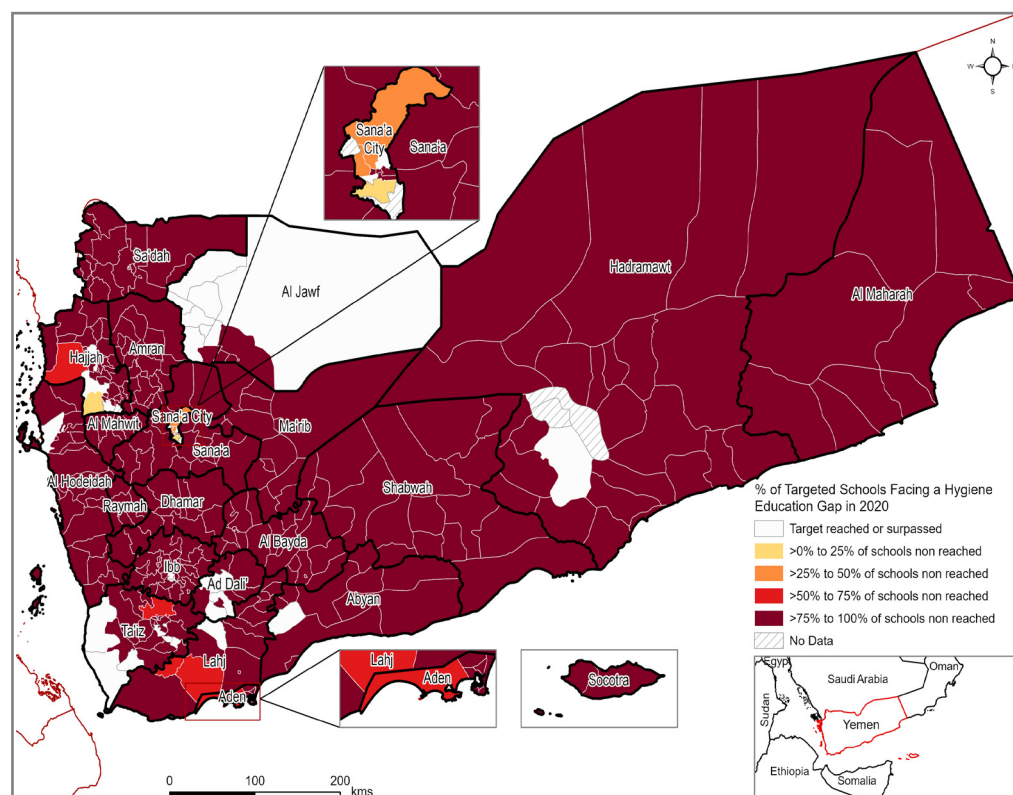 N
W
S
Sana'a
City
Sana'a
Sa'dah
Al Jawf
Hadramawt
Al Maharah
Hajjah
Amran
Sana'a City
Al Mahwit
Ma'rib
Sana'a
Al Hodeidah
Raymah
Dhamar
Shabwah
Al Bayda
Ibb
Ad Dali'
Abyan
Ta'iz
Lahj
Aden
Lahj
Aden
Socotra
% of Targeted Schools Facing a Hygiene
Education Gap in 2020
Target reached or surpassed
>0% to 25% of schools non reached
>25% to 50% of schools non reached
>50% to 75% of schools non reached
>75% to 100% of schools non reached
No Data
Egypt
Saudi Arabia
Oman
Sudan
Yemen
Ethiopia
Somalia
0 100 200
kms